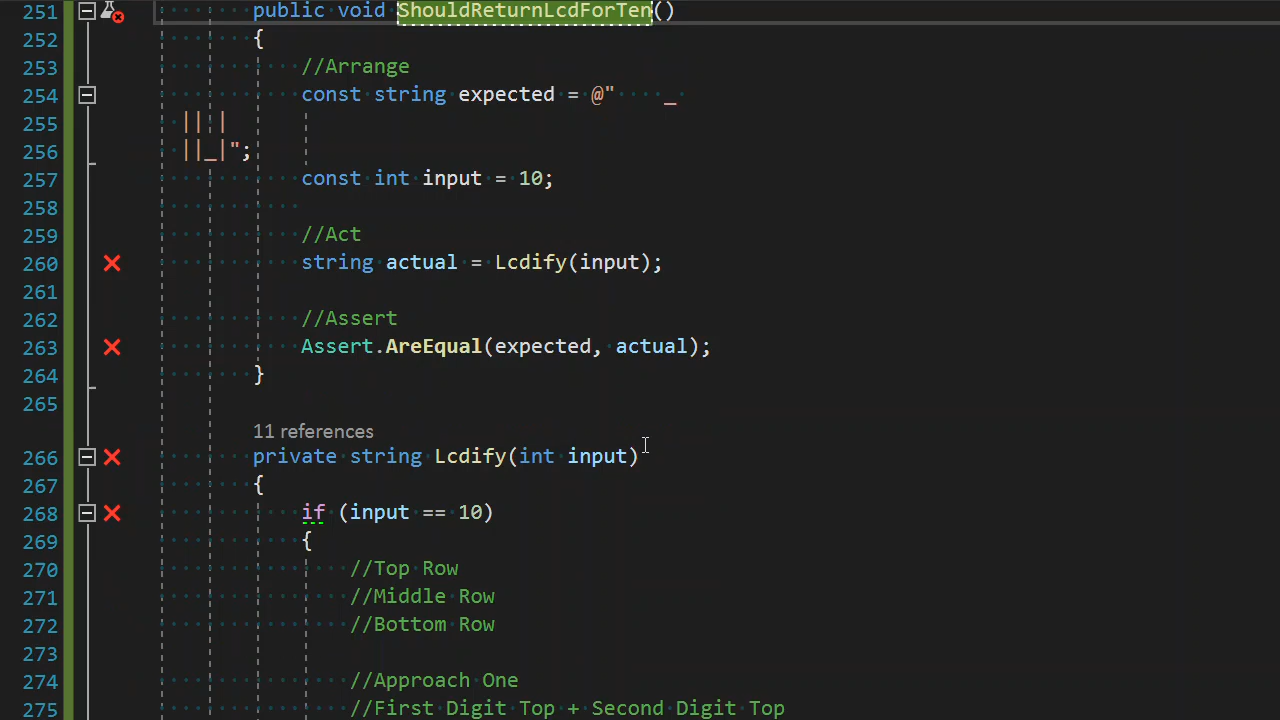 251 public void ShouldReturnLcdForTen()
252 {
253 //Arrange
254 const string expected = @"    _ 
255  || |
256  ||_|";
257 const int input = 10;
258
259 //Act
260 string actual = Lcdify(input);
261
262 //Assert
263 Assert.AreEqual(expected, actual);
264 }
265
11 references
266 private string Lcdify(int input)
267 {
268 if (input == 10)
269 {
270 //Top Row
271 //Middle Row
272 //Bottom Row
273
274 //Approach One
275 //First Digit Top + Second Digit Top